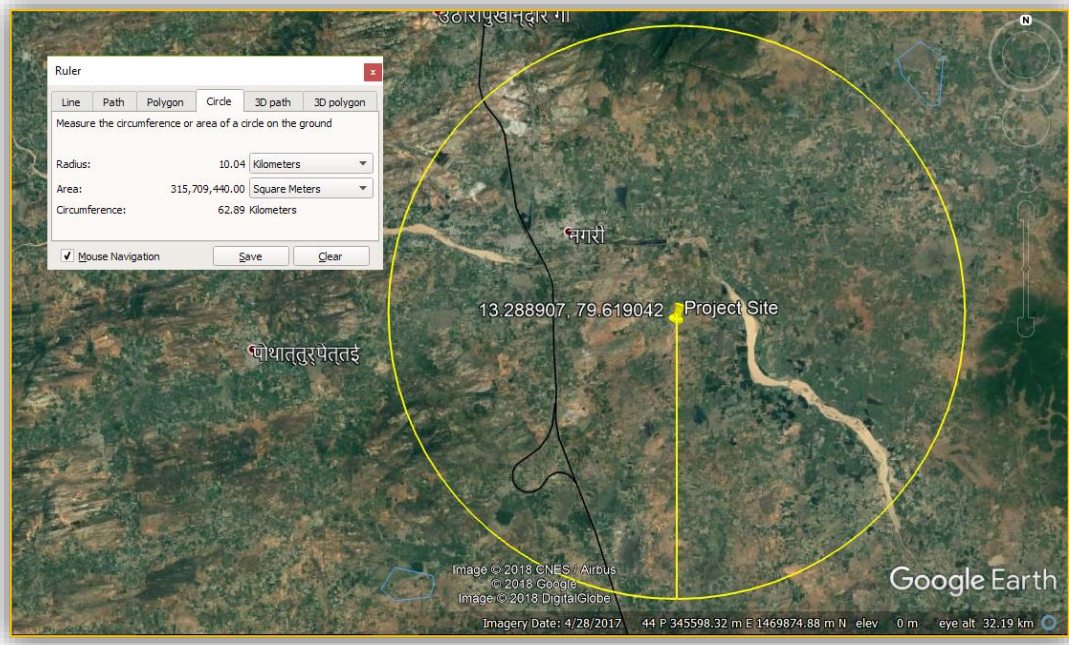 N
Ruler
x
Line Path Polygon Circle 3D path 3D polygon
Measure the circumference or area of a circle on the ground
Radius: 10.04 Kilometers
Area: 315,709,440.00 Square Meters
Circumference: 62.89 Kilometers
Mouse Navigation Save Clear
नगरी
13.288907, 79.619042 Project Site
पोथात्तुर्पेत्तई
Image © 2018 CNES / Airbus
© 2018 Google
Image © 2018 DigitalGlobe
Google Earth
Imagery Date: 4/28/2017 44 P 345598.32 m E 1469874.88 m N elev 0 m eye alt 32.19 km